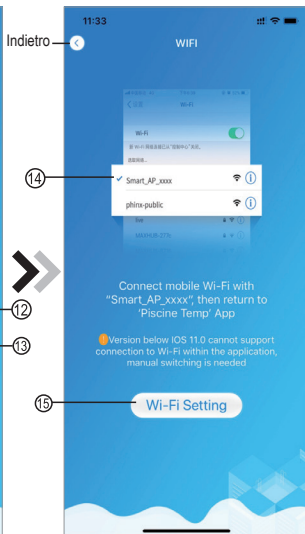 11:33
Indietro
WIFI
Wi-Fi
Wi-Fi
⑭
Smart_AP_xxxx
phinx-public
⑫
⑬
Connect mobile Wi-Fi with
"Smart_AP_xxxx", then return to
'Piscine Temp' App
Version below IOS 11.0 cannot support
connection to Wi-Fi within the application,
manual switching is needed
⑮
Wi-Fi Setting